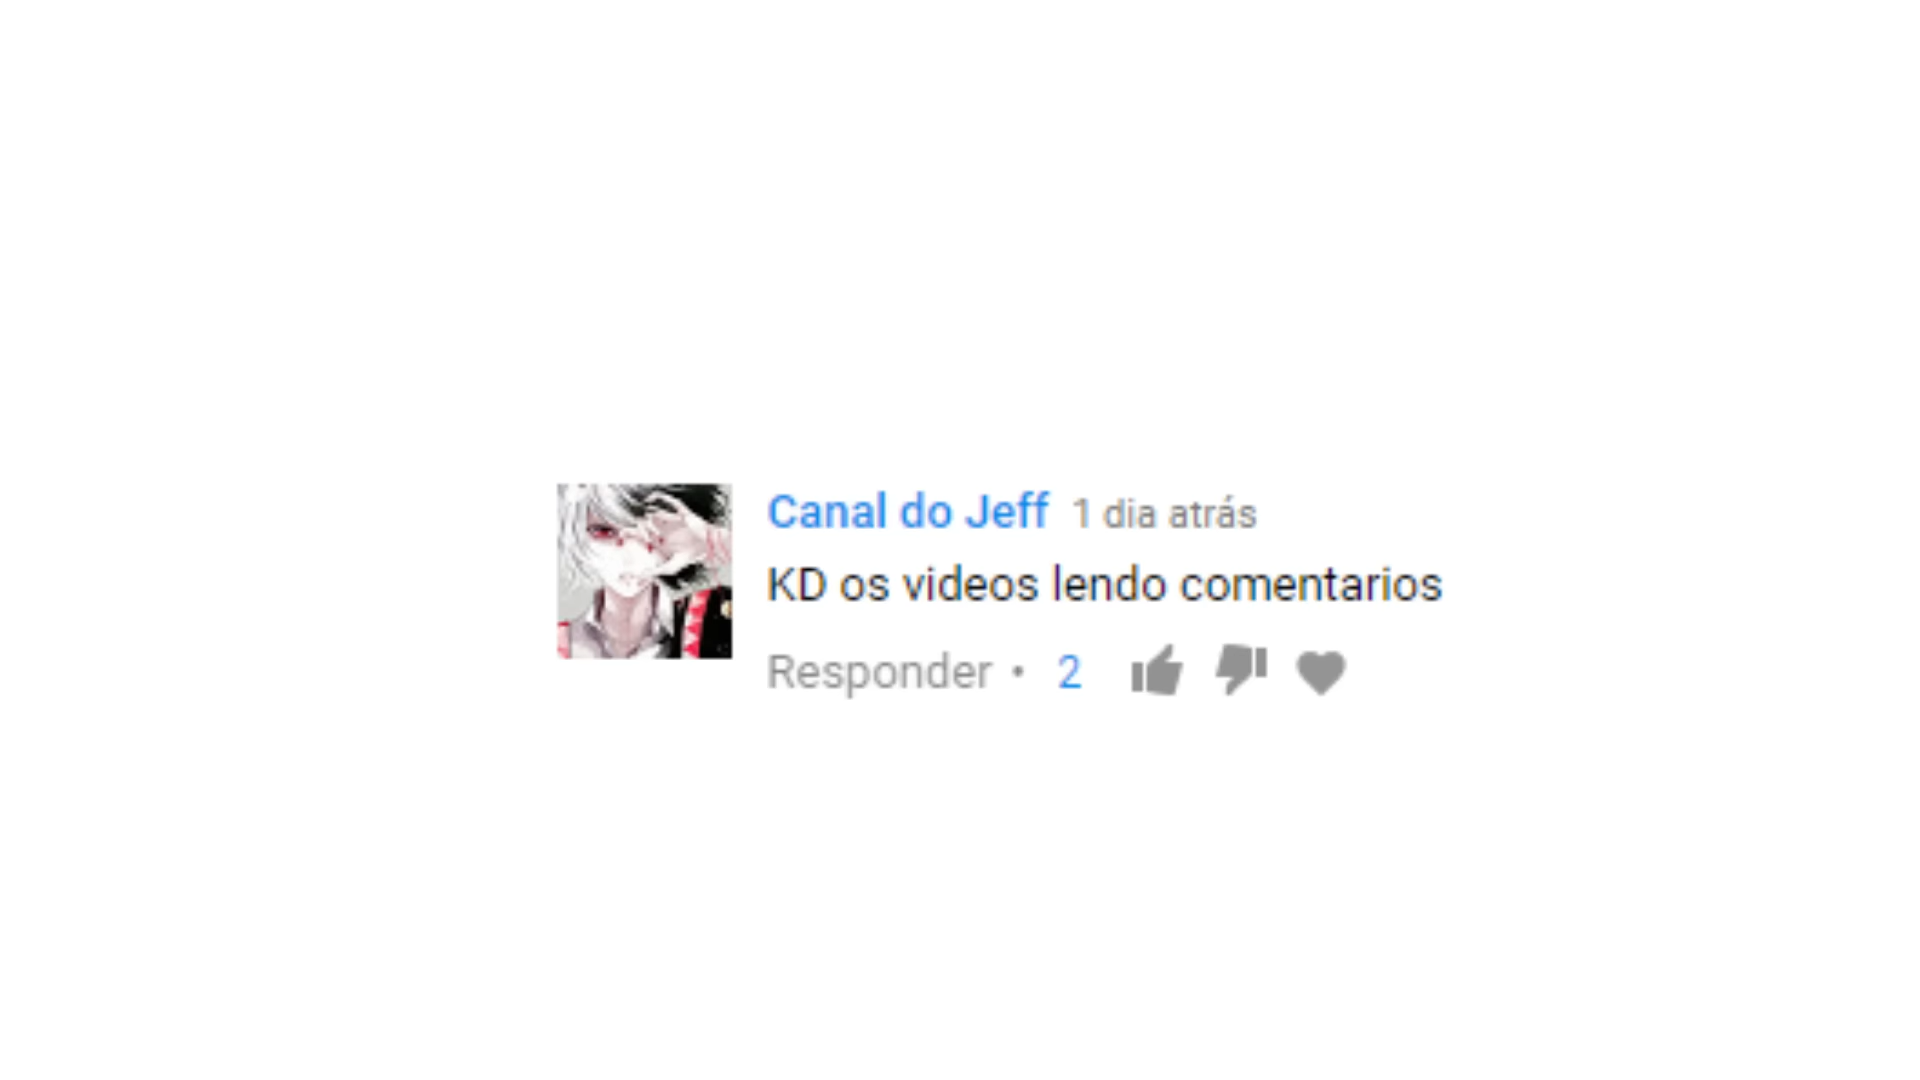 Canal do Jeff 1 dia atrás
KD os videos lendo comentarios
Responder • 2